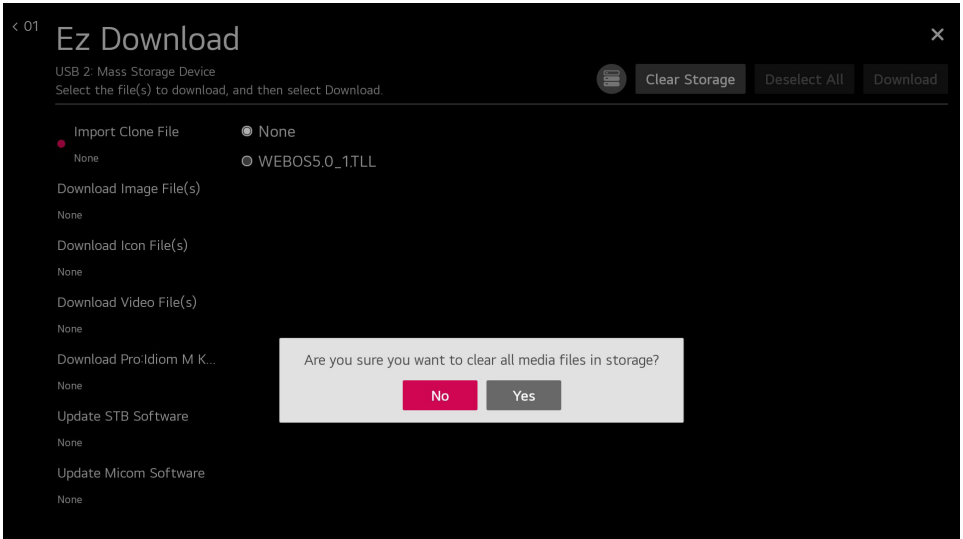 < 01
Ez Download
USB 2: Mass Storage Device
Select the file(s) to download, and then select Download.
Clear Storage
Deselect All
Download
Import Clone File
None
None
WEBOS5.0_1.TLL
Download Image File(s)
None
Download Icon File(s)
None
Download Video File(s)
None
Download Pro:Idiom M K...
None
Update STB Software
None
Update Micom Software
None
Are you sure you want to clear all media files in storage?
No
Yes